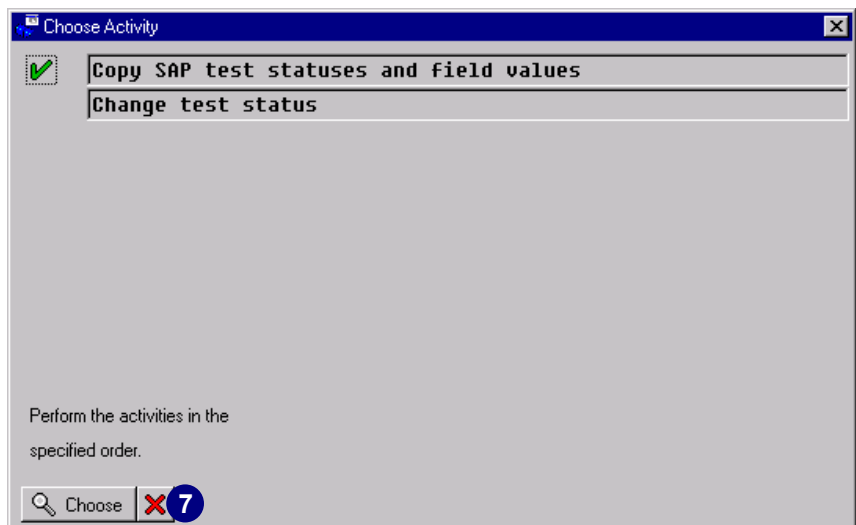 Choose Activity
Copy SAP test statuses and field values
Change test status
Perform the activities in the
specified order.
Choose 7